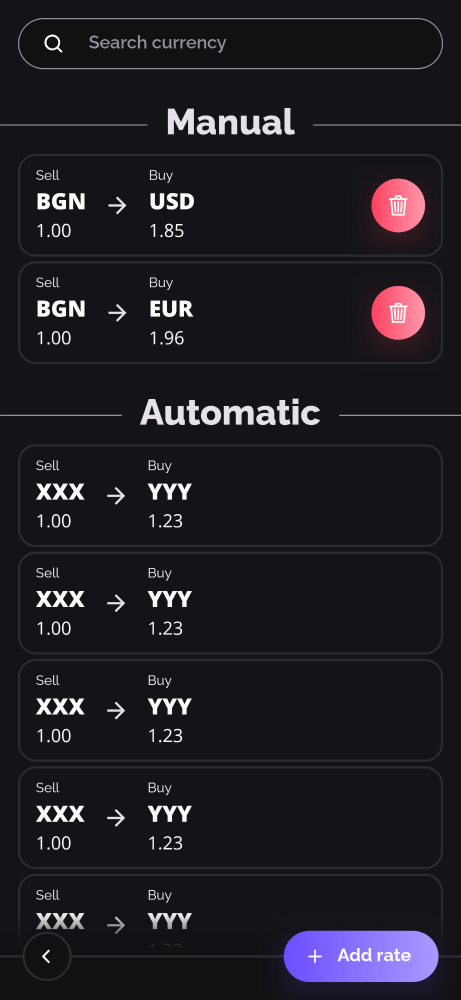 Search currency
Manual
Sell Buy
BGN → USD
1.00 1.85
Sell Buy
BGN → EUR
1.00 1.96
Automatic
Sell Buy
XXX → YYY
1.00 1.23
Sell Buy
XXX → YYY
1.00 1.23
Sell Buy
XXX → YYY
1.00 1.23
Sell Buy
XXX → YYY
1.00 1.23
Sell Buy
XXX → YYY
+ Add rate